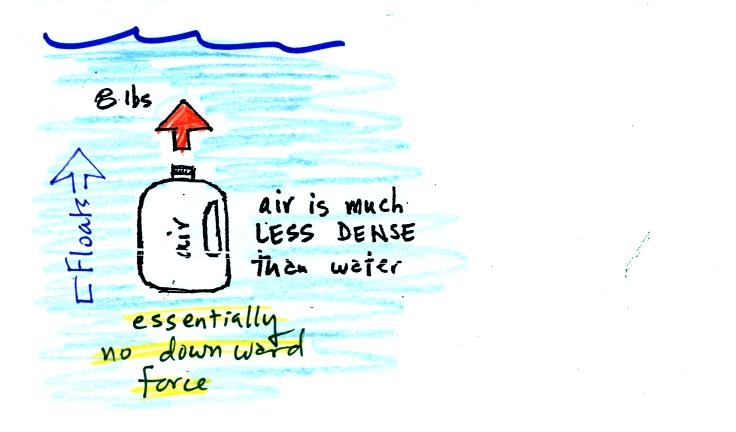 8 lbs
Floats
air
air is much
LESS DENSE
than water
essentially
no downward
force